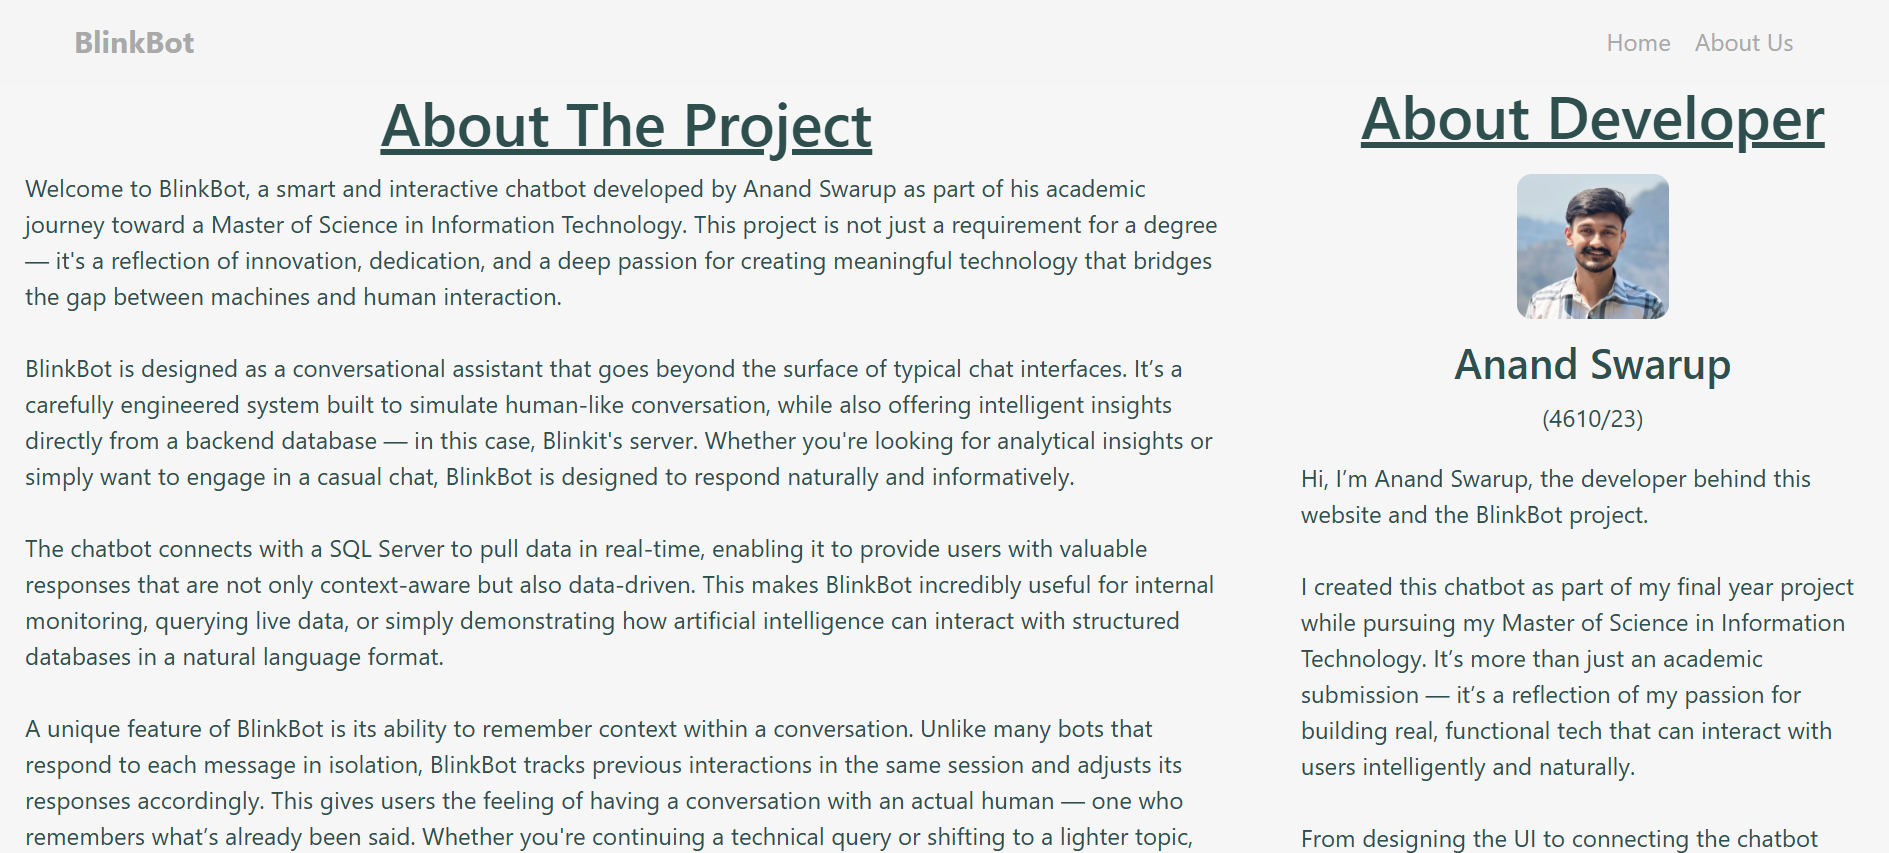 BlinkBot
Home
About Us
About The Project
Welcome to BlinkBot, a smart and interactive chatbot developed by Anand Swarup as part of his academic
journey toward a Master of Science in Information Technology. This project is not just a requirement for a degree
— it's a reflection of innovation, dedication, and a deep passion for creating meaningful technology that bridges
the gap between machines and human interaction.
BlinkBot is designed as a conversational assistant that goes beyond the surface of typical chat interfaces. It’s a
carefully engineered system built to simulate human-like conversation, while also offering intelligent insights
directly from a backend database — in this case, Blinkit's server. Whether you're looking for analytical insights or
simply want to engage in a casual chat, BlinkBot is designed to respond naturally and informatively.
The chatbot connects with a SQL Server to pull data in real-time, enabling it to provide users with valuable
responses that are not only context-aware but also data-driven. This makes BlinkBot incredibly useful for internal
monitoring, querying live data, or simply demonstrating how artificial intelligence can interact with structured
databases in a natural language format.
A unique feature of BlinkBot is its ability to remember context within a conversation. Unlike many bots that
respond to each message in isolation, BlinkBot tracks previous interactions in the same session and adjusts its
responses accordingly. This gives users the feeling of having a conversation with an actual human — one who
remembers what’s already been said. Whether you're continuing a technical query or shifting to a lighter topic,
About Developer
Anand Swarup
(4610/23)
Hi, I’m Anand Swarup, the developer behind this
website and the BlinkBot project.
I created this chatbot as part of my final year project
while pursuing my Master of Science in Information
Technology. It’s more than just an academic
submission — it’s a reflection of my passion for
building real, functional tech that can interact with
users intelligently and naturally.
From designing the UI to connecting the chatbot